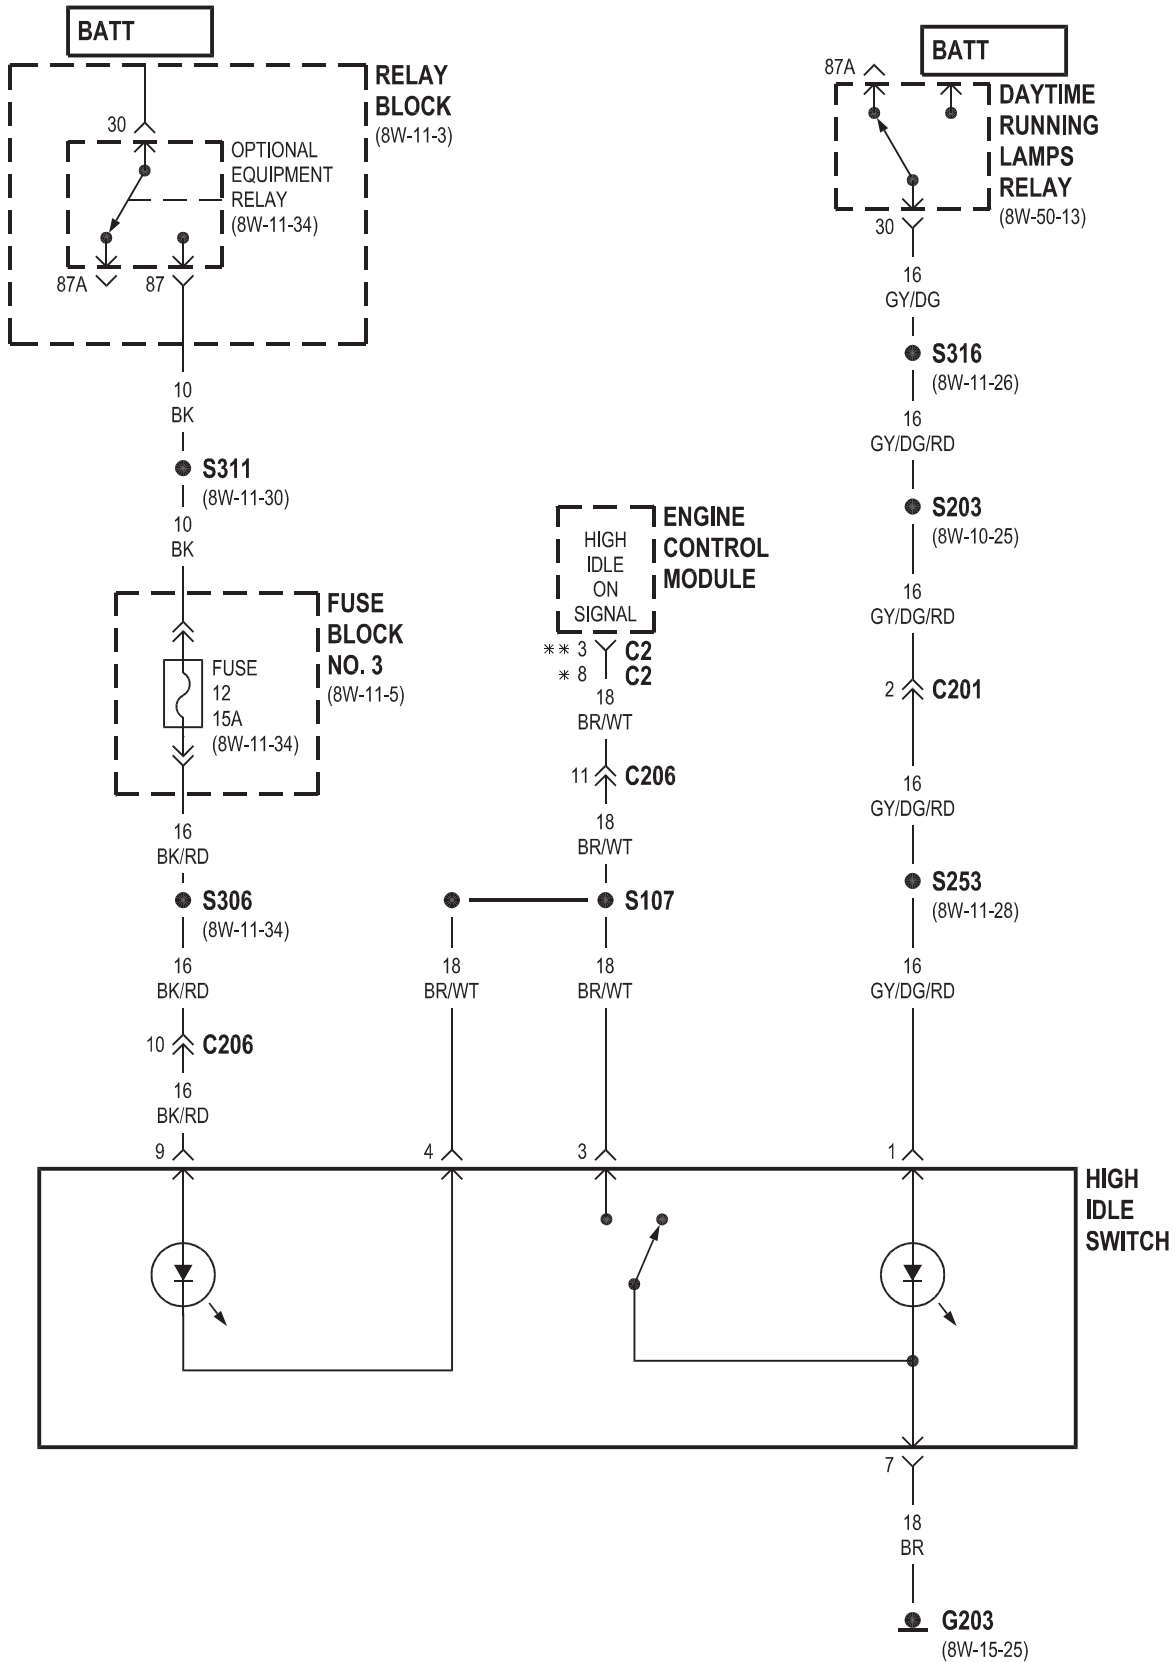 BATT
RELAY
BLOCK
(8W-11-3)
30
OPTIONAL
EQUIPMENT
RELAY
(8W-11-34)
87A
87
10
BK
S311
(8W-11-30)
10
BK
FUSE
BLOCK
NO. 3
(8W-11-5)
FUSE
12
15A
(8W-11-34)
16
BK/RD
S306
(8W-11-34)
16
BK/RD
10
C206
16
BK/RD
9
ENGINE
CONTROL
MODULE
HIGH
IDLE
ON
SIGNAL
** 3 C2
* 8 C2
18
BR/WT
11
C206
18
BR/WT
S107
18
BR/WT
18
BR/WT
4
3
BATT
87A
DAYTIME
RUNNING
LAMPS
RELAY
(8W-50-13)
30
16
GY/DG
S316
(8W-11-26)
16
GY/DG/RD
S203
(8W-10-25)
16
GY/DG/RD
2
C201
16
GY/DG/RD
S253
(8W-11-28)
16
GY/DG/RD
1
HIGH
IDLE
SWITCH
7
18
BR
G203
(8W-15-25)